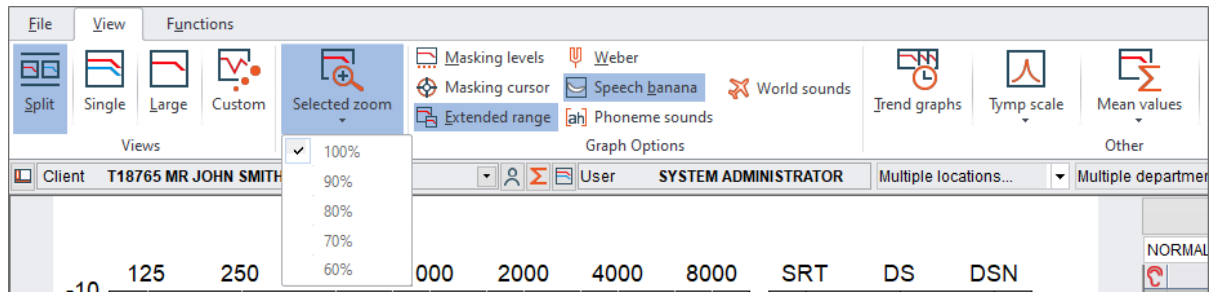 File View Functions
Masking levels Weber
Masking cursor Speech banana World sounds
Split Single Large Custom Selected zoom Extended range ah Phoneme sounds Trend graphs Tymp scale Mean values
Views Graph Options Other
100%
Client T18765 MR JOHN SMITH User SYSTEM ADMINISTRATOR Multiple locations...
90%
80%
70%
NORMAL
60%
125 250 000 2000 4000 8000 SRT DS DSN
-10